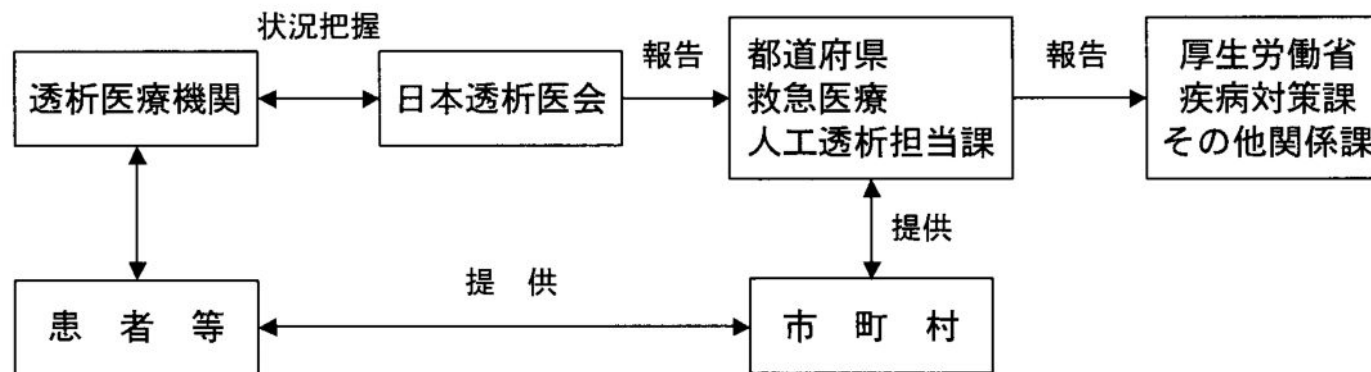 状況把握
透析医療機関
日本透析医会
報告
都道府県
救急医療
人工透析担当課
報告
厚生労働省
疾病対策課
その他関係課
提供
患 者 等
提 供
市 町 村